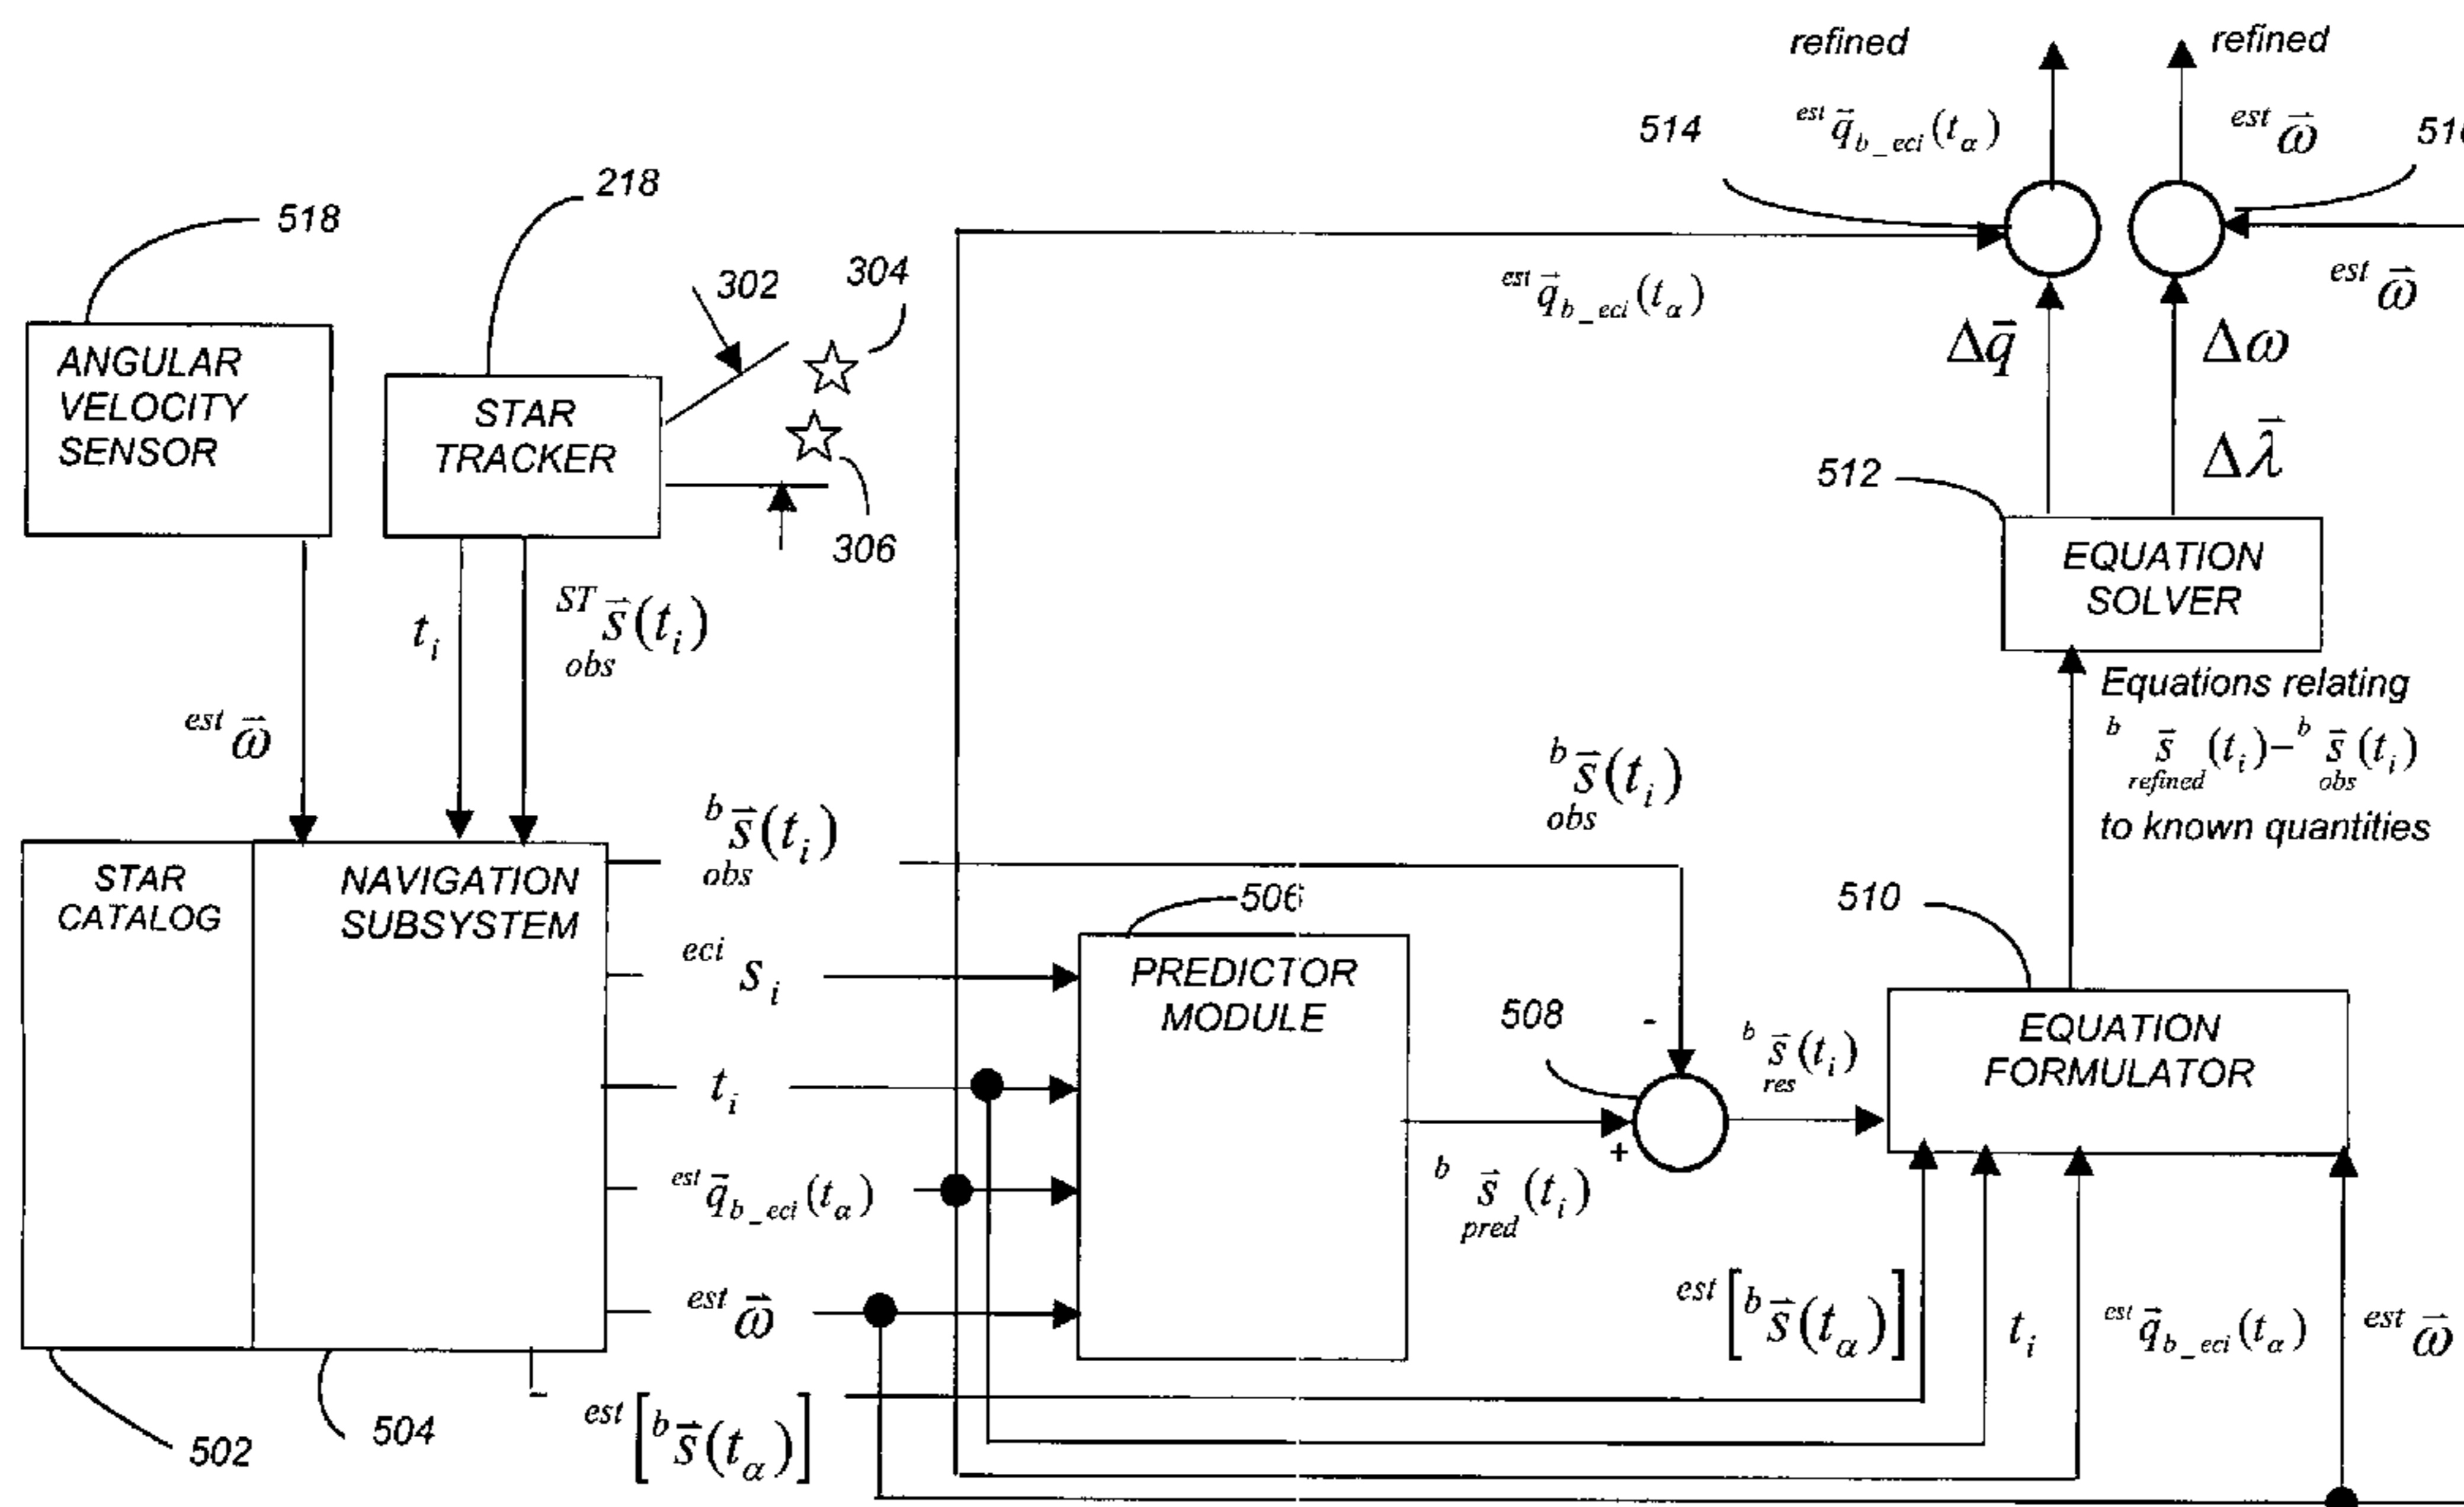 refined
refined
514
est q⃗ b_eci (tα)
est ω⃗
518
218
302
304
est q⃗ b_eci (tα)
est ω⃗
ANGULAR
VELOCITY
SENSOR
STAR
TRACKER
Δq̄
Δω
Δλ̄
306
512
EQUATION
SOLVER
ti
ST s⃗ (ti)
obs
est ω⃗
Equations relating
b s⃗ (ti) – b s⃗ (ti)
refined obs
to known quantities
b s⃗ (ti)
obs
b s⃗ (ti)
obs
STAR
CATALOG
NAVIGATION
SUBSYSTEM
506
510
eci si
PREDICTOR
MODULE
508
-
b s⃗ (ti)
res
EQUATION
FORMULATOR
ti
+
est q⃗ b_eci (tα)
b s⃗ (ti)
pred
est ω⃗
est [b s⃗ (tα)]
ti
est q⃗ b_eci (tα)
est ω⃗
502
504
est [b s⃗ (tα)]